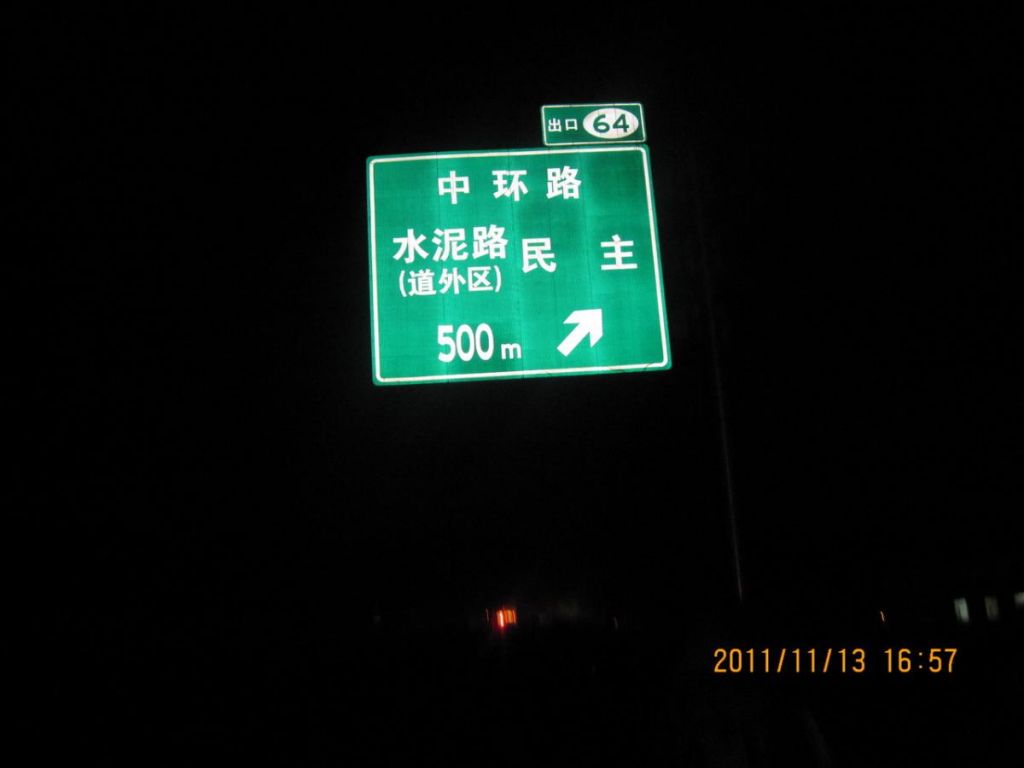 出口 64
中环路
水泥路 民 主
(道外区)
500 m
2011/11/13 16:57